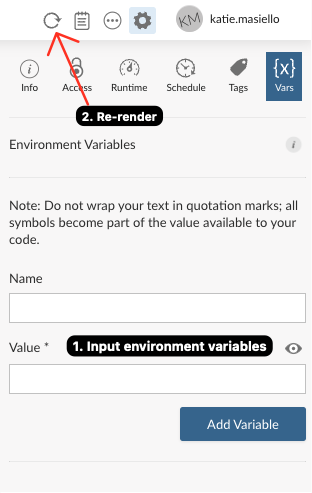 KM katie.masiello
Info Access Runtime Schedule Tags {x} Vars
2. Re-render
Environment Variables i
Note: Do not wrap your text in quotation marks; all
symbols become part of the value available to your
code.
Name
Value * 1. Input environment variables
Add Variable